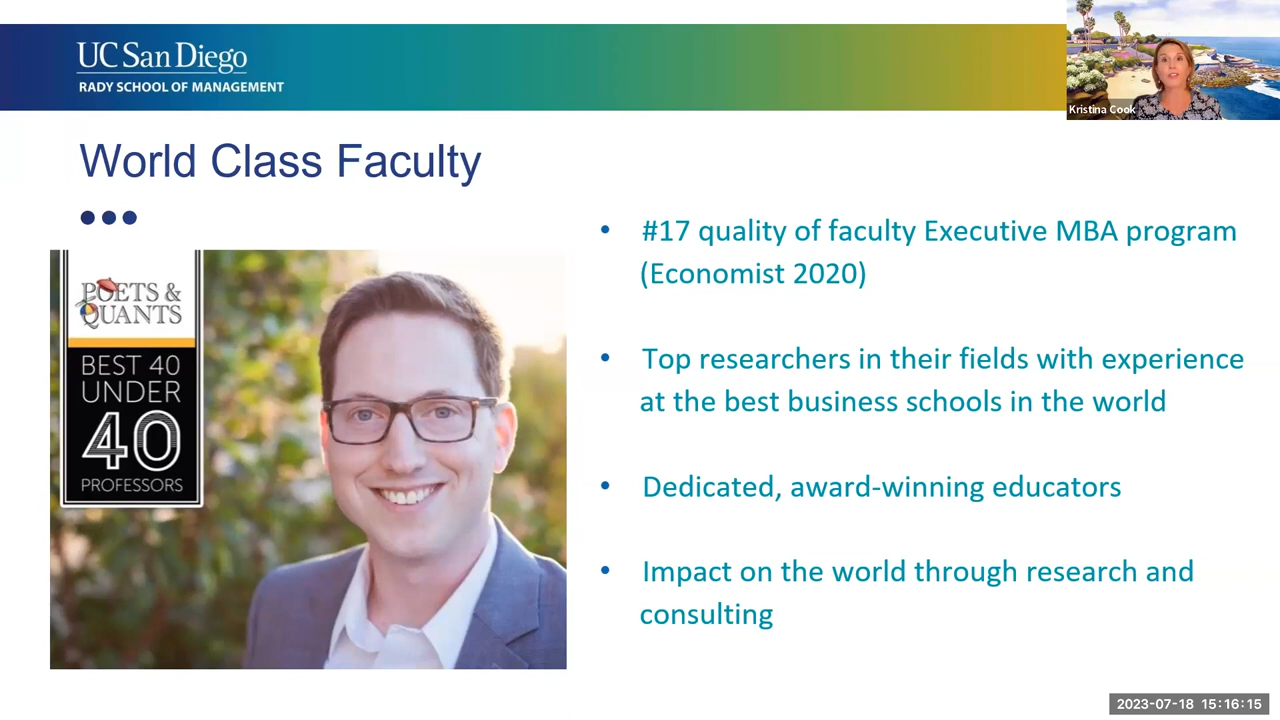 UC San Diego
RADY SCHOOL OF MANAGEMENT
Kristina Cook
World Class Faculty
POETS &
QUANTS
BEST 40
UNDER
40
PROFESSORS
• #17 quality of faculty Executive MBA program
(Economist 2020)
• Top researchers in their fields with experience
at the best business schools in the world
• Dedicated, award-winning educators
• Impact on the world through research and
consulting
2023-07-18 15:16:15